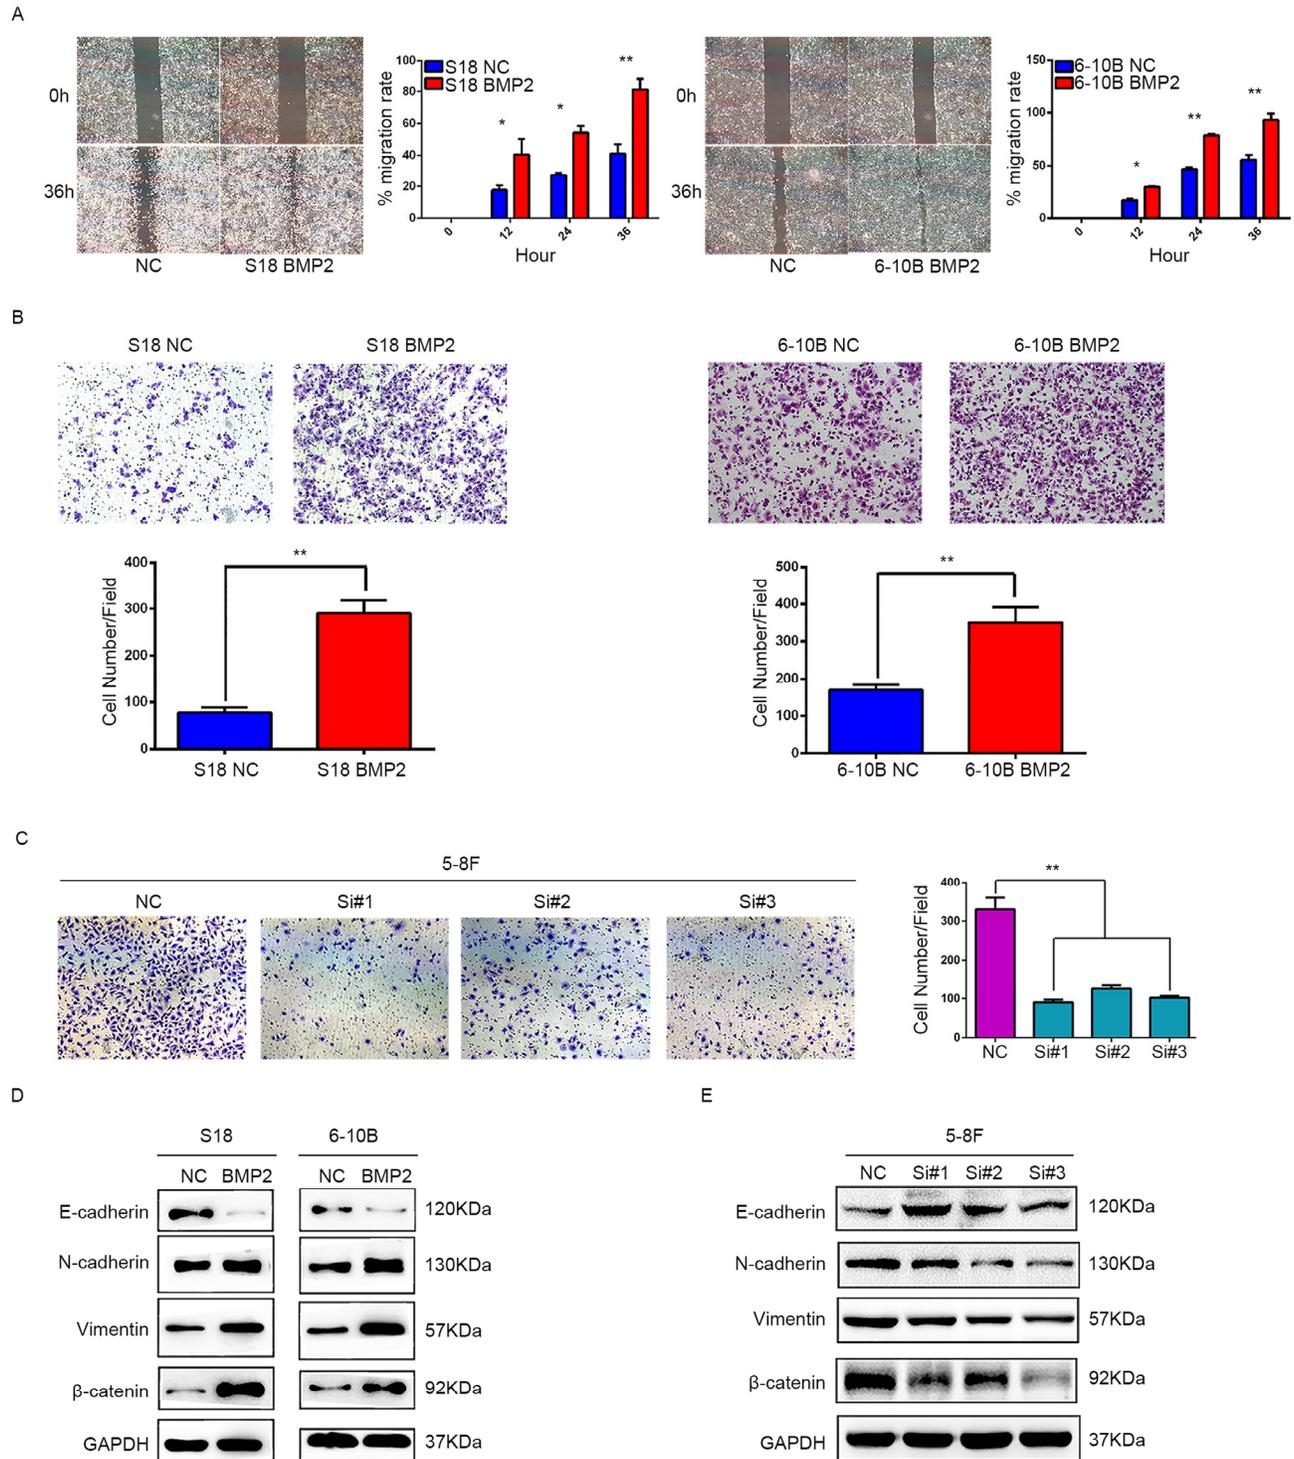 A
0h
36h
NC
S18 BMP2
% migration rate
100
80
60
40
20
0
S18 NC
S18 BMP2
*
*
**
0
12
24
36
Hour
0h
36h
NC
6-10B BMP2
% migration rate
150
100
50
0
6-10B NC
6-10B BMP2
*
**
**
0
12
24
36
Hour
B
S18 NC
S18 BMP2
6-10B NC
6-10B BMP2
Cell Number/Field
400
300
200
100
0
**
S18 NC
S18 BMP2
Cell Number/Field
500
400
300
200
100
0
**
6-10B NC
6-10B BMP2
C
5-8F
NC
Si#1
Si#2
Si#3
Cell Number/Field
400
300
200
100
0
**
NC
Si#1
Si#2
Si#3
D
S18
6-10B
NC BMP2
NC BMP2
E-cadherin
120KDa
N-cadherin
130KDa
Vimentin
57KDa
β-catenin
92KDa
GAPDH
37KDa
E
5-8F
NC
Si#1
Si#2
Si#3
E-cadherin
120KDa
N-cadherin
130KDa
Vimentin
57KDa
β-catenin
92KDa
GAPDH
37KDa